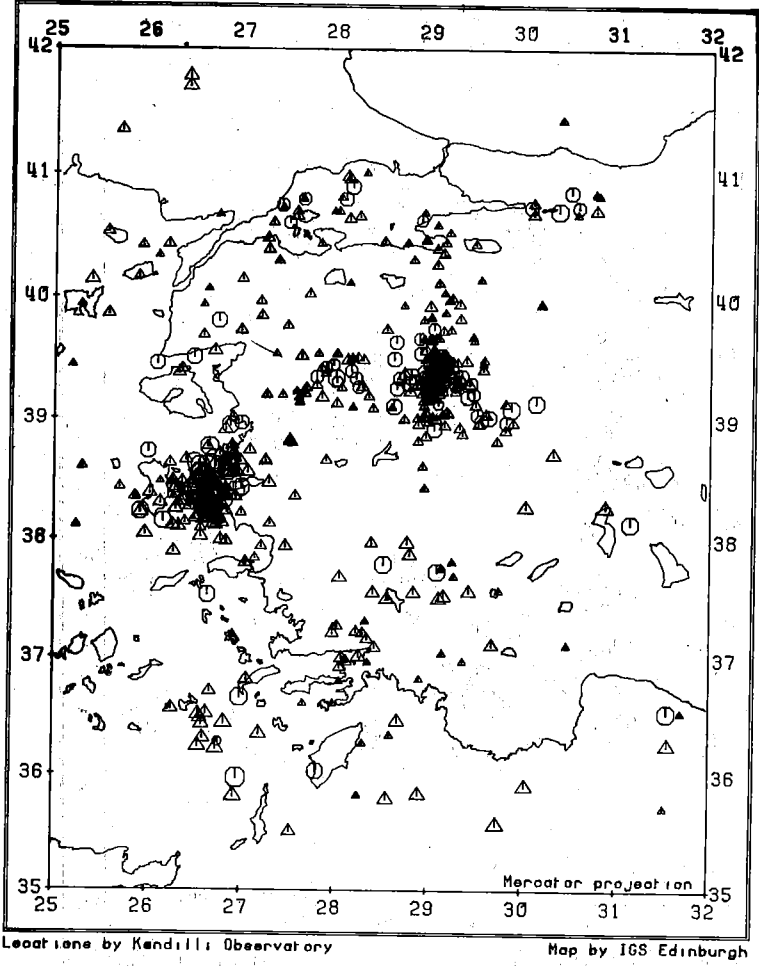 25 26 27 28 29 30 31 32
42 42
41 41
40 40
39 39
38 38
37 37
36 36
35 35
Mercator projection
25 26 27 28 29 30 31 32
Locations by Kandilli Observatory Map by IGS Edinburgh